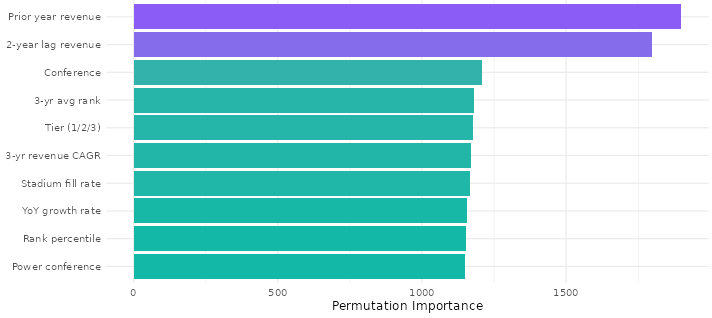 Prior year revenue
2-year lag revenue
Conference
3-yr avg rank
Tier (1/2/3)
3-yr revenue CAGR
Stadium fill rate
YoY growth rate
Rank percentile
Power conference
0 500 1000 1500
Permutation Importance